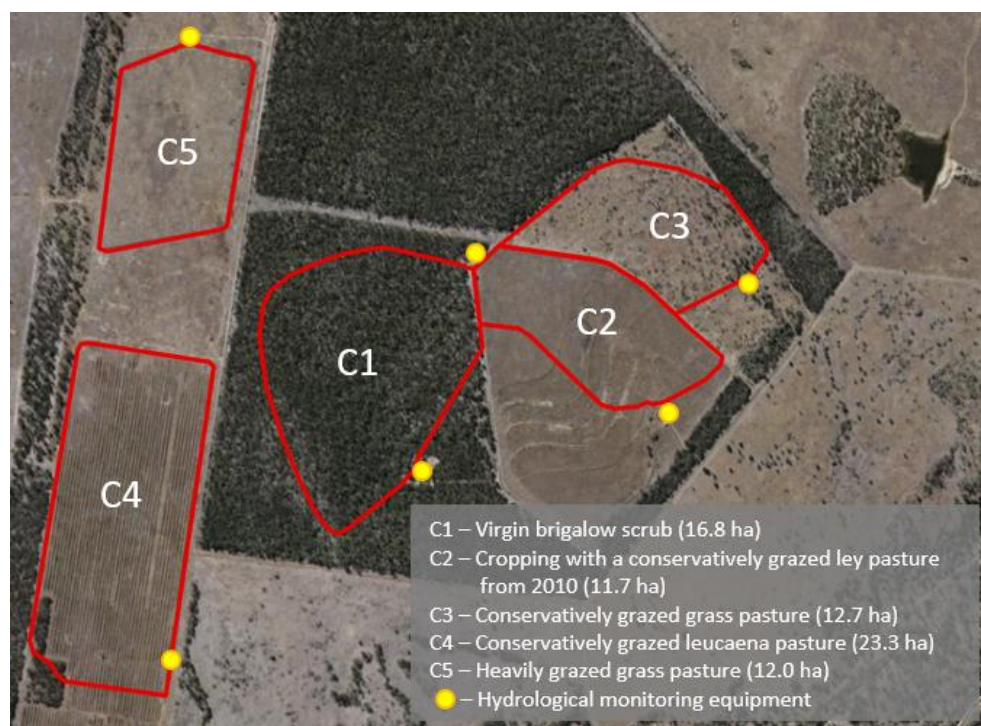 C5
C3
C2
C1
C4
C1 – Virgin brigalow scrub (16.8 ha)
C2 – Cropping with a conservatively grazed ley pasture
from 2010 (11.7 ha)
C3 – Conservatively grazed grass pasture (12.7 ha)
C4 – Conservatively grazed leucaena pasture (23.3 ha)
C5 – Heavily grazed grass pasture (12.0 ha)
– Hydrological monitoring equipment